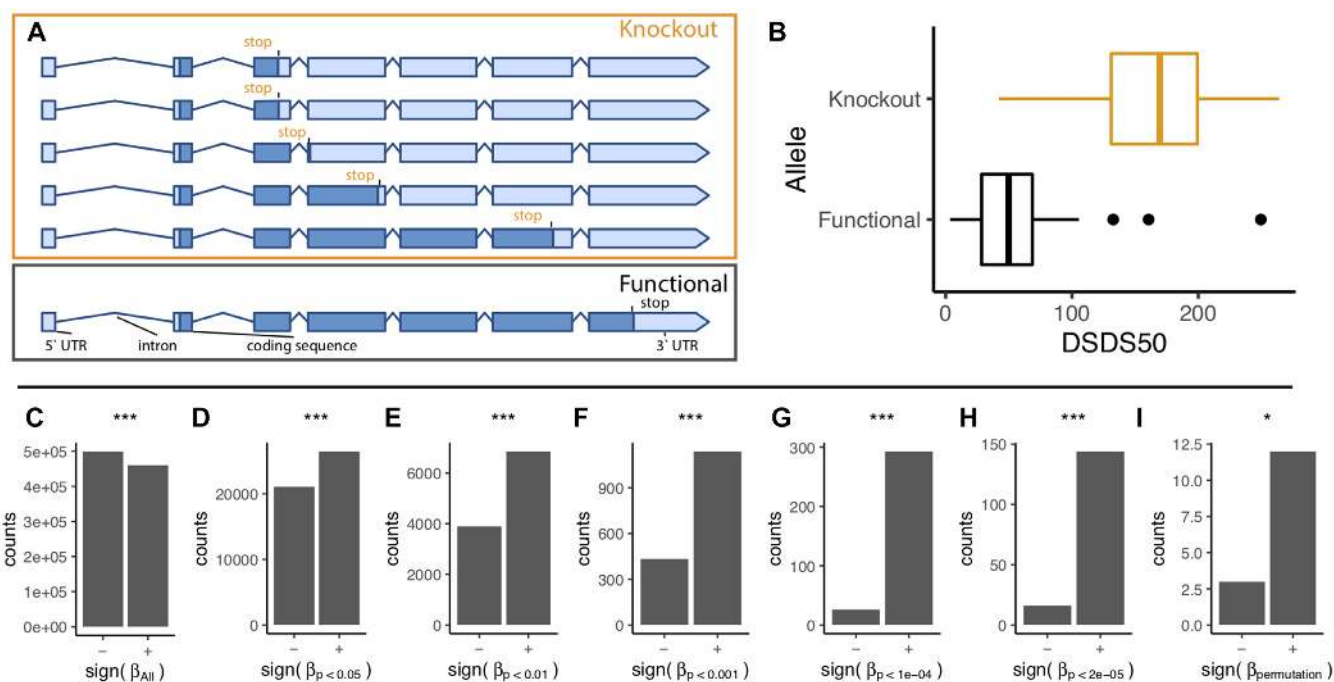 A
Knockout
stop
stop
stop
stop
stop
Functional
stop
5` UTR
intron
coding sequence
3` UTR
B
Allele
Knockout
Functional
0
100
200
DSDS50
C
***
counts
5e+05
4e+05
3e+05
2e+05
1e+05
0e+00
− +
sign( βAll )
D
***
counts
20000
10000
0
− +
sign( βp < 0.05 )
E
***
counts
6000
4000
2000
0
− +
sign( βp < 0.01 )
F
***
counts
900
600
300
0
− +
sign( βp < 0.001 )
G
***
counts
300
200
100
0
− +
sign( βp < 1e−04 )
H
***
counts
150
100
50
0
− +
sign( βp < 2e−05 )
I
*
counts
12.5
10.0
7.5
5.0
2.5
0.0
− +
sign( βpermutation )